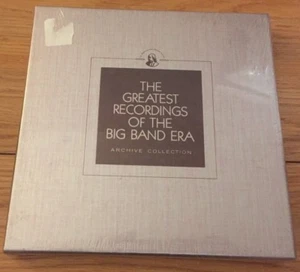 THE
GREATEST
RECORDINGS
OF THE
BIG BAND ERA
ARCHIVE COLLECTION